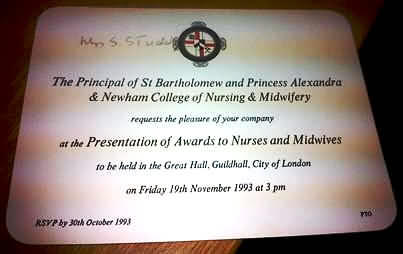 S.
The Principal of St Bartholomew and Princess Alexandra
& Newham College of Nursing & Midwifery
requests the pleasure of your company
at the Presentation of Awards to Nurses and Midwives
to be held in the Great Hall, Guildhall, City of London
on Friday 19th November 1993 at 3 pm
RSVP by 30th October 1993
PTO